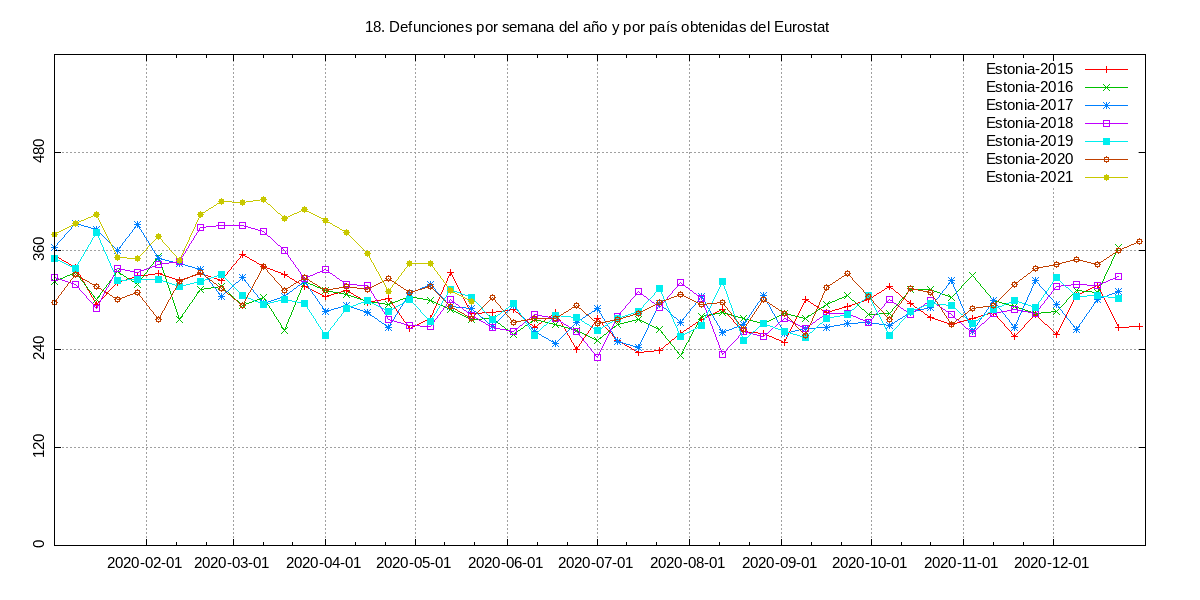 18. Defunciones por semana del año y por país obtenidas del Eurostat
Estonia-2015
Estonia-2016
Estonia-2017
Estonia-2018
Estonia-2019
Estonia-2020
Estonia-2021
480
360
240
120
0
2020-02-01 2020-03-01 2020-04-01 2020-05-01 2020-06-01 2020-07-01 2020-08-01 2020-09-01 2020-10-01 2020-11-01 2020-12-01